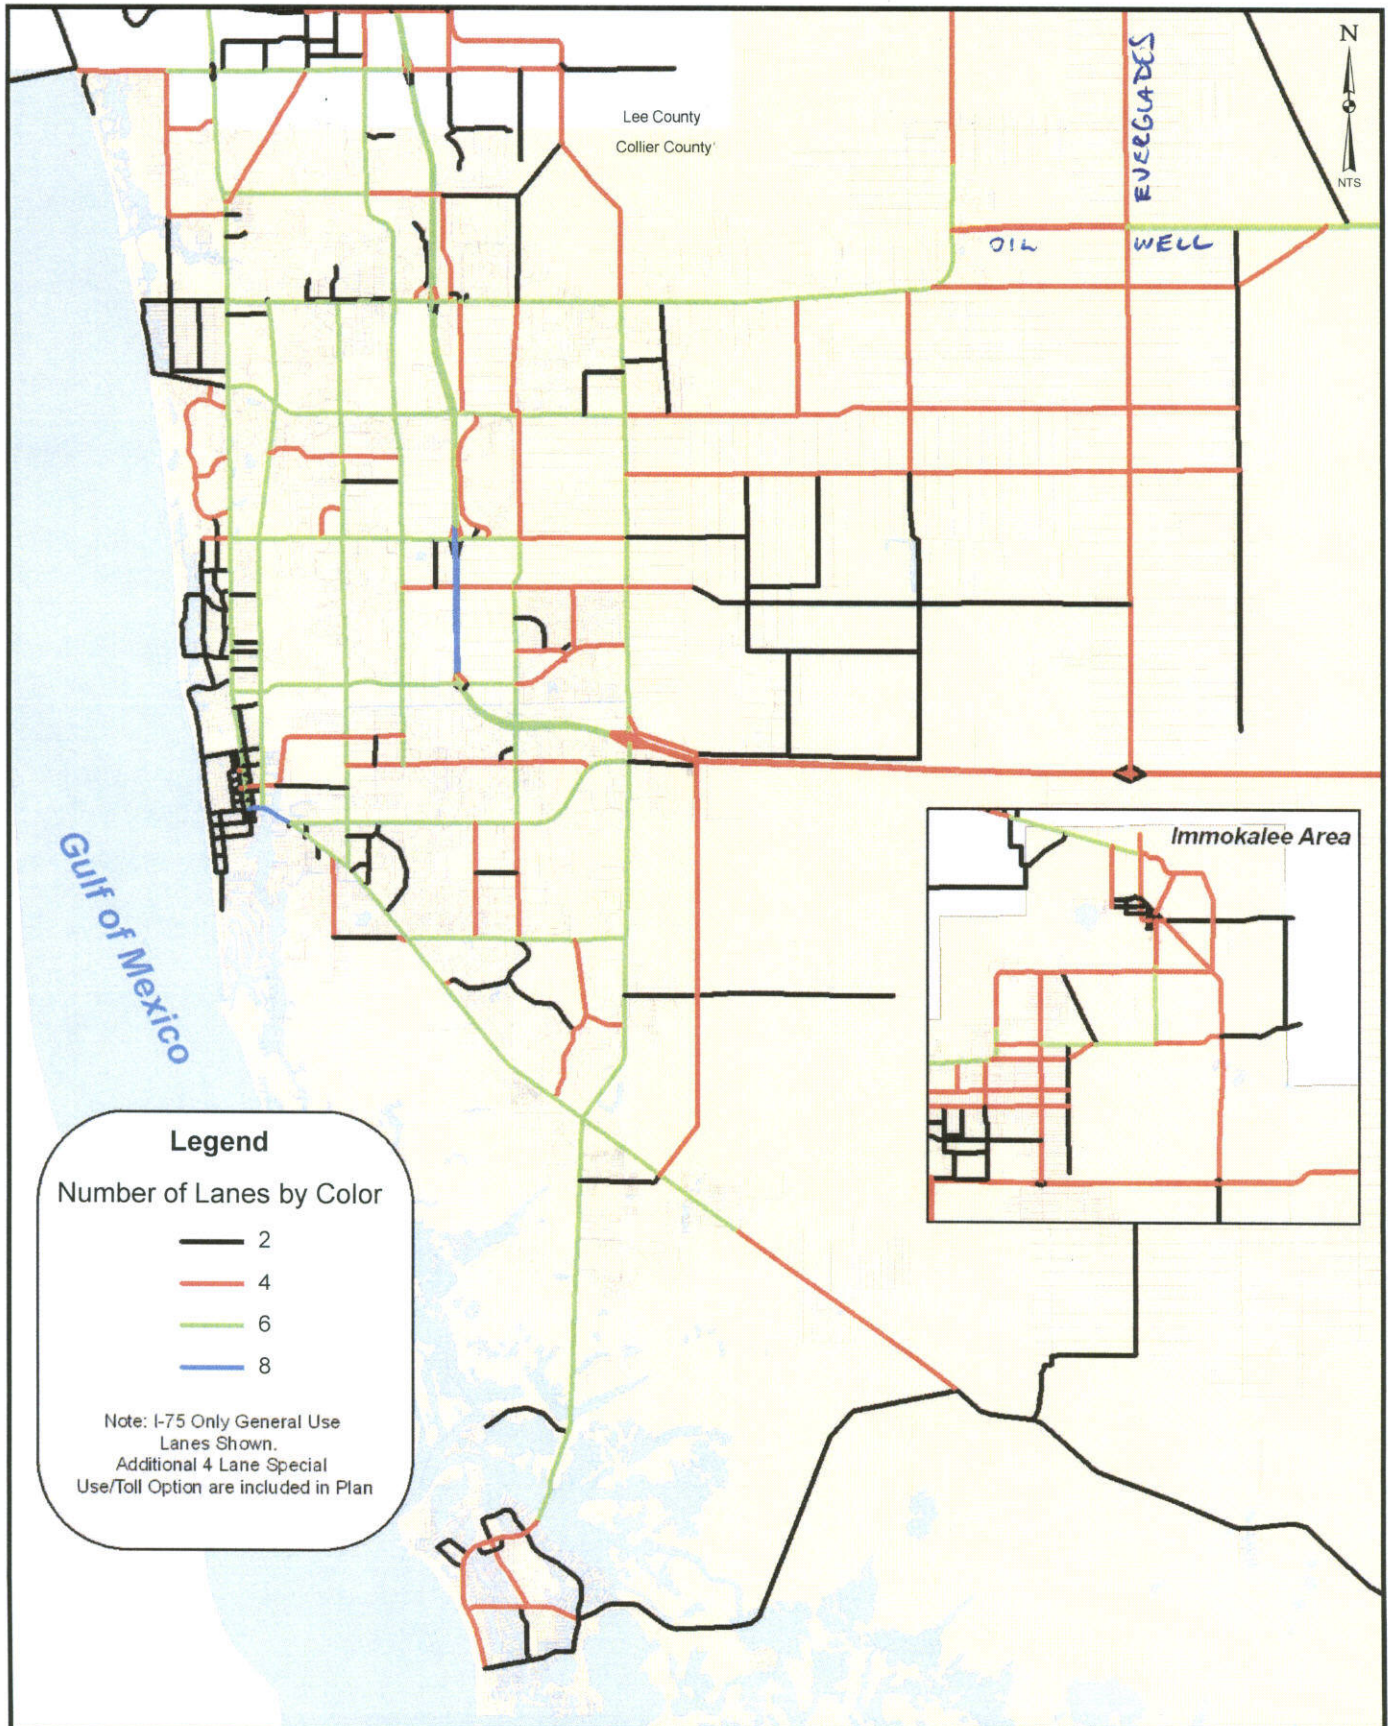 N
NTS
EVERGLADES
Lee County
Collier County
OIL WELL
Gulf of Mexico
Immokalee Area
Legend
Number of Lanes by Color
2
4
6
8
Note: I-75 Only General Use
Lanes Shown.
Additional 4 Lane Special
Use/Toll Option are included in Plan